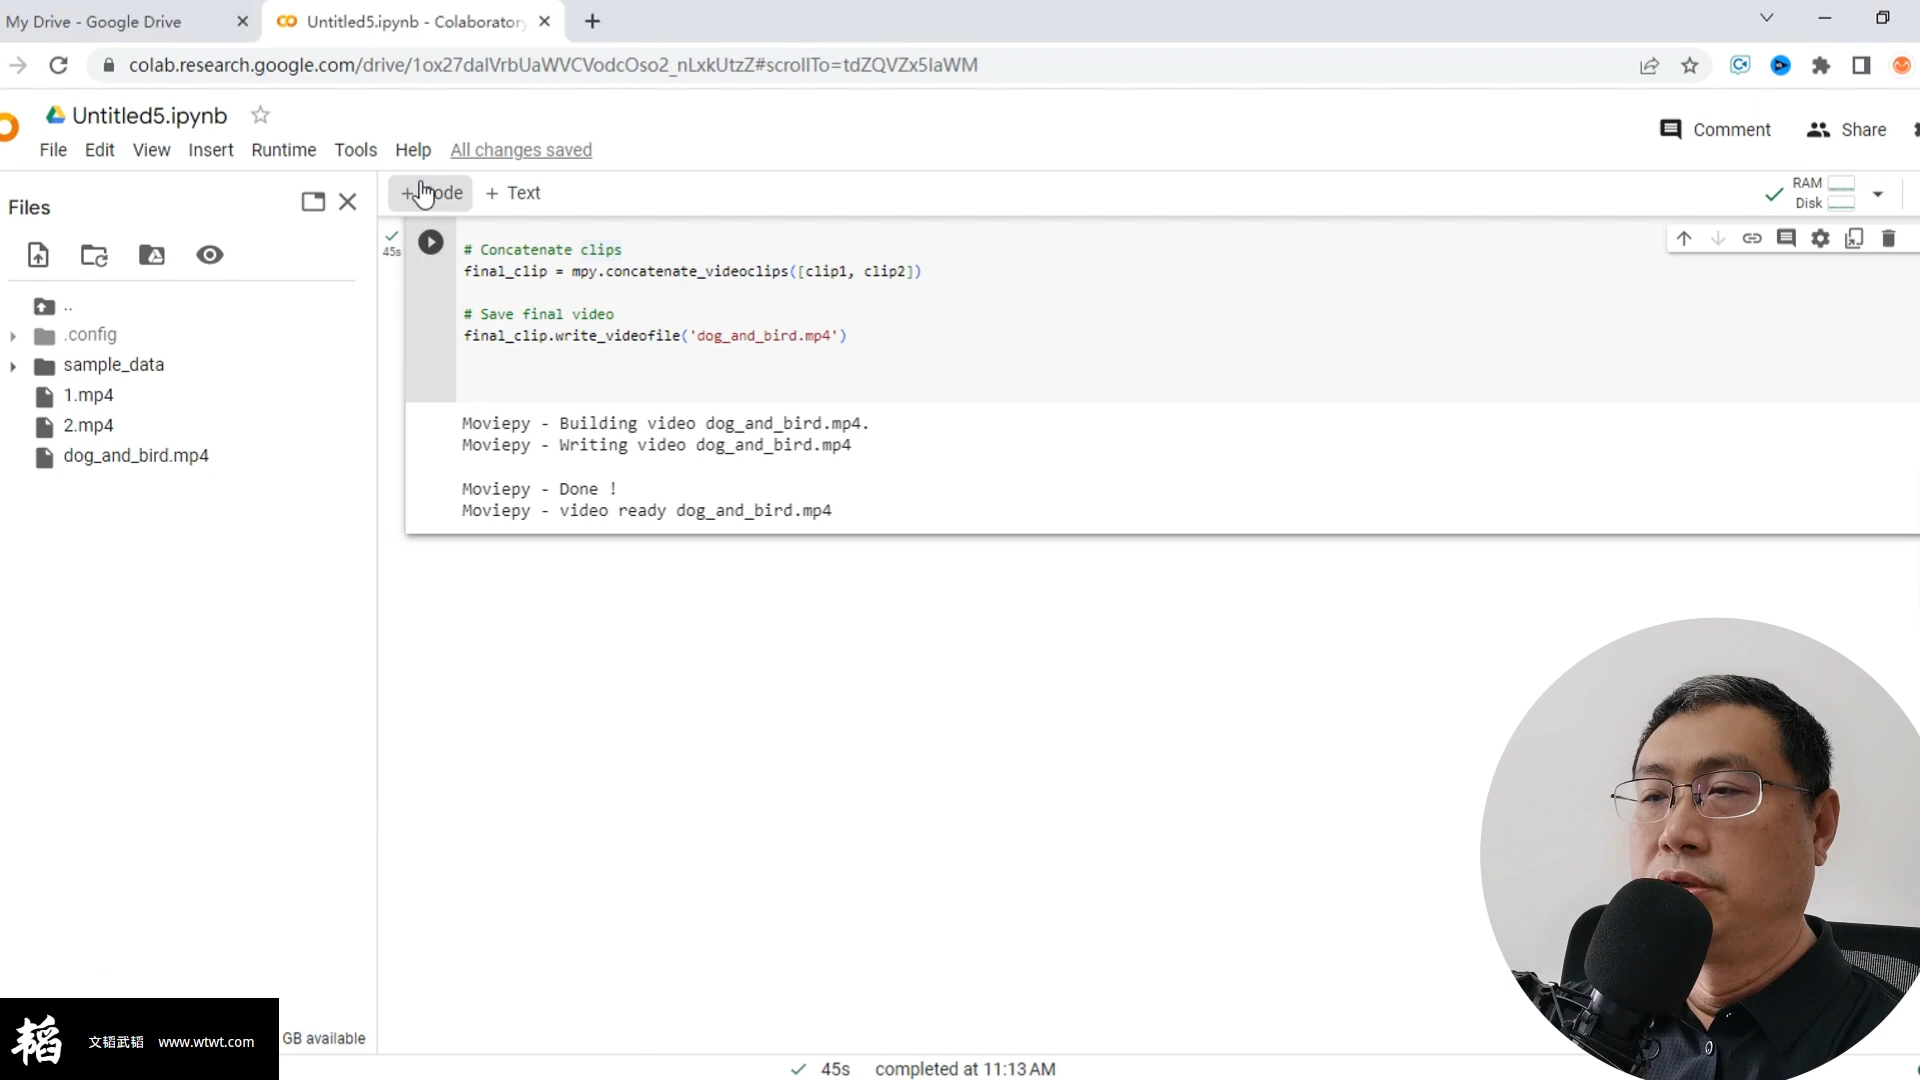 My Drive - Google Drive
Untitled5.ipynb - Colaboratory
colab.research.google.com/drive/1ox27dalVrbUaWVCVodcOso2_nLxkUtzZ#scrollTo=tdZQVZx5laWM
Untitled5.ipynb
Comment
Share
File Edit View Insert Runtime Tools Help All changes saved
Files
+ Text
RAM
Disk
45s
# Concatenate clips
final_clip = mpy.concatenate_videoclips([clip1, clip2])
# Save final video
final_clip.write_videofile('dog_and_bird.mp4')
..
.config
sample_data
1.mp4
2.mp4
dog_and_bird.mp4
Moviepy - Building video dog_and_bird.mp4.
Moviepy - Writing video dog_and_bird.mp4
Moviepy - Done !
Moviepy - video ready dog_and_bird.mp4
韬 文韬武韬 www.wtwt.com
GB available
45s completed at 11:13 AM